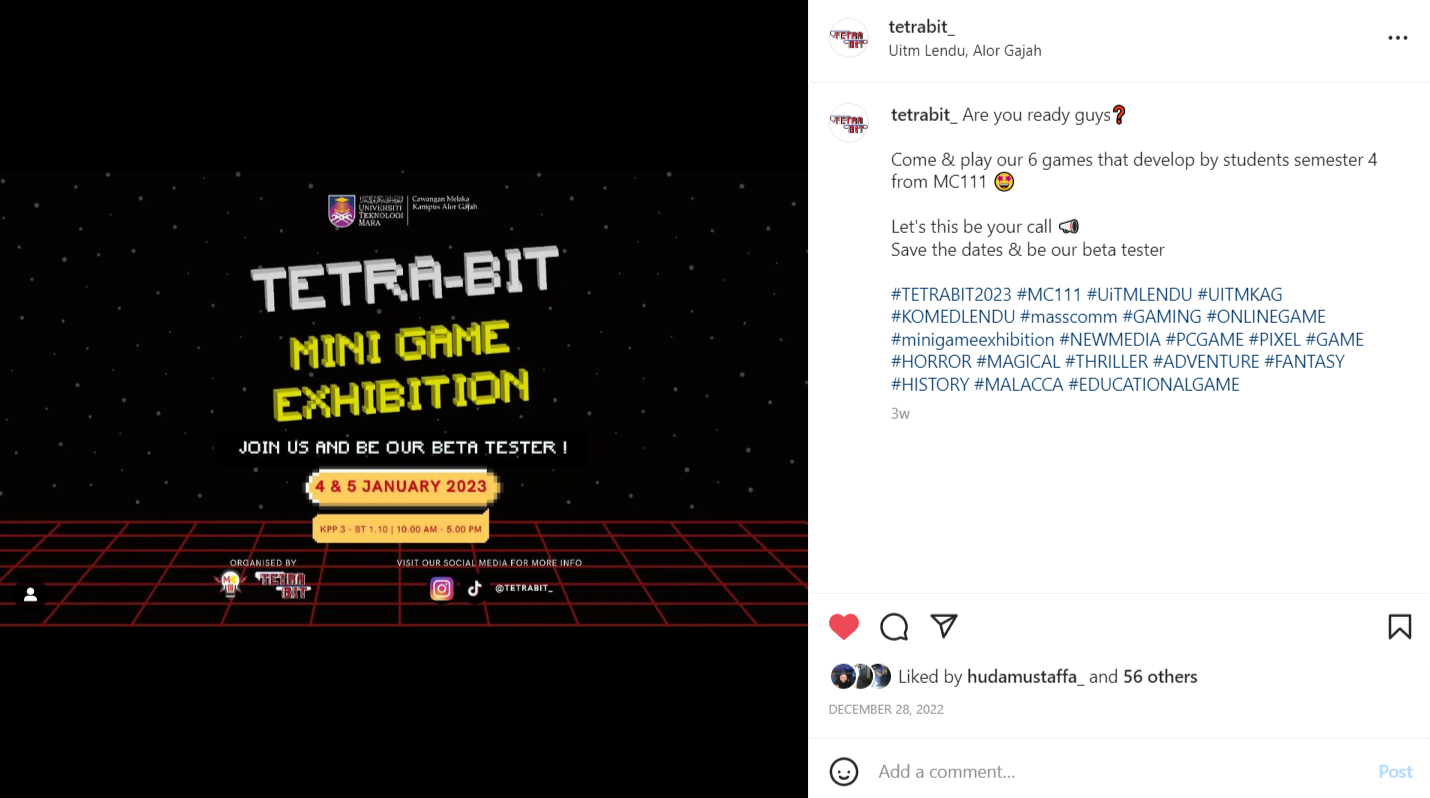 UNIVERSITI
TEKNOLOGI
MARA
Cawangan Melaka
Kampus Alor Gajah
TETRA-BIT
MINI GAME
EXHIBITION
JOIN US AND BE OUR BETA TESTER !
4 & 5 JANUARY 2023
KPP 3 - BT 1.10 | 10.00 AM - 5.00 PM
ORGANISED BY
TETRA
BIT
VISIT OUR SOCIAL MEDIA FOR MORE INFO
@TETRABIT_
TETRA
BIT
tetrabit_
Uitm Lendu, Alor Gajah
TETRA
BIT
tetrabit_ Are you ready guys❓
Come & play our 6 games that develop by students semester 4
from MC111 🤩
Let's this be your call 📢
Save the dates & be our beta tester
#TETRABIT2023 #MC111 #UiTMLENDU #UITMKAG
#KOMEDLENDU #masscomm #GAMING #ONLINEGAME
#minigameexhibition #NEWMEDIA #PCGAME #PIXEL #GAME
#HORROR #MAGICAL #THRILLER #ADVENTURE #FANTASY
#HISTORY #MALACCA #EDUCATIONALGAME
3w
Liked by hudamustaffa_ and 56 others
DECEMBER 28, 2022
Add a comment...
Post